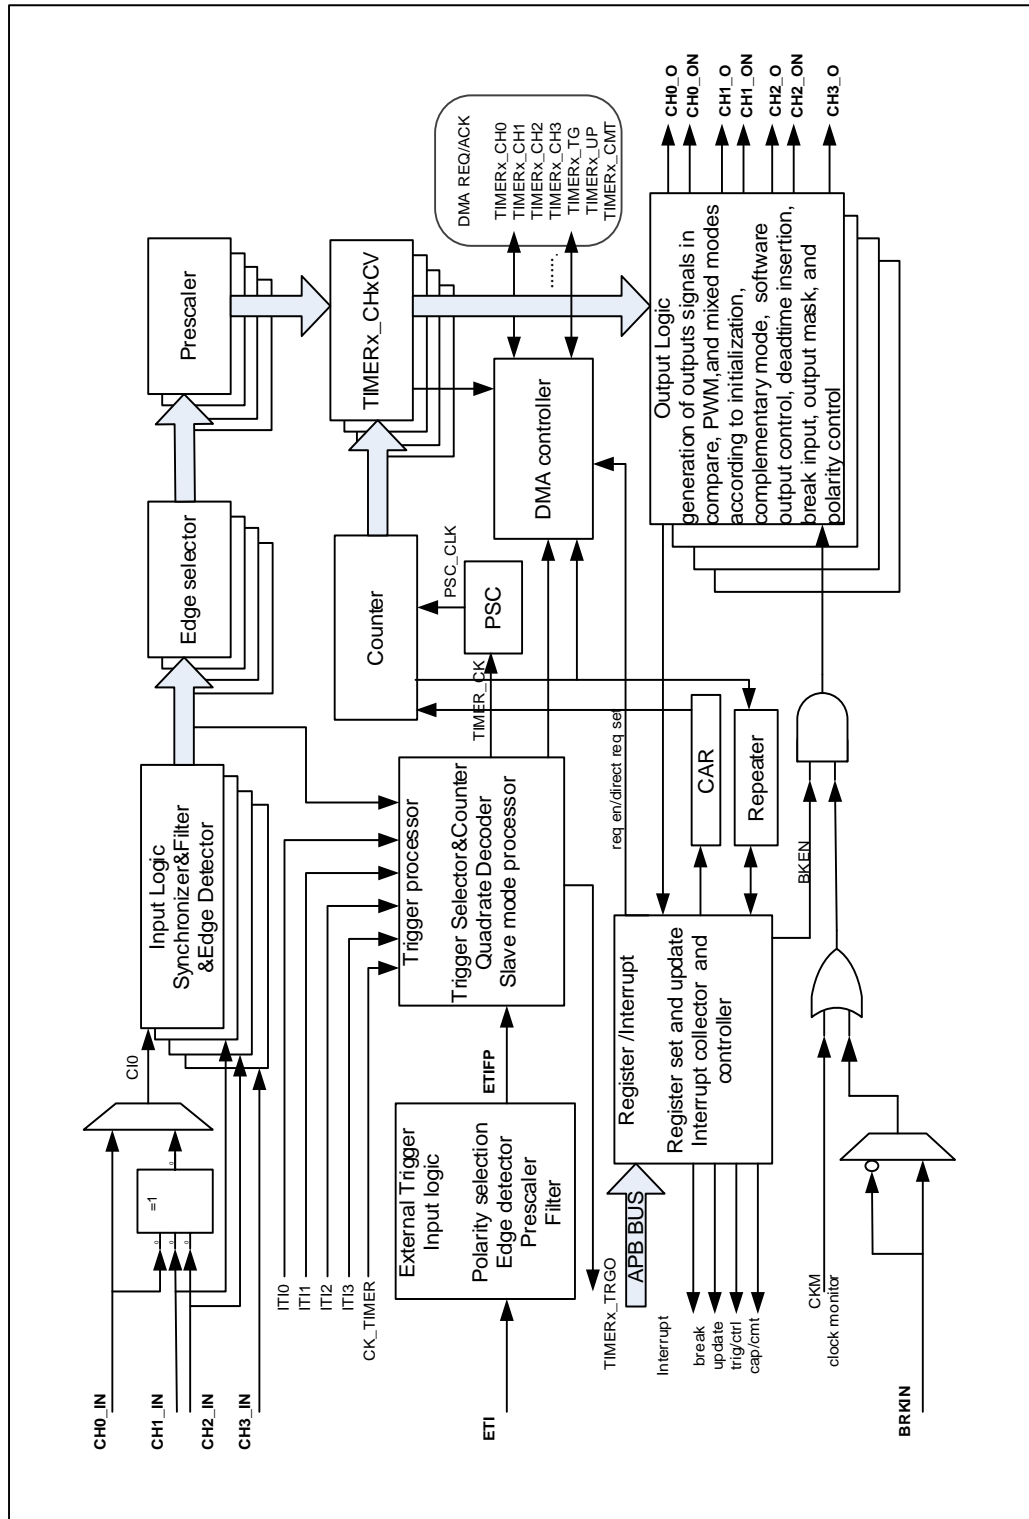 CH0_IN
CH1_IN
CH2_IN
CH3_IN
=1
0
0
0
0
CI0
Input Logic
Synchronizer&Filter
&Edge Detector
Edge selector
Prescaler
ITI0
ITI1
ITI2
ITI3
CK_TIMER
Trigger processor
Trigger Selector&Counter
Quadrate Decoder
Slave mode processor
TIMER_CK
PSC
PSC_CLK
Counter
TIMERx_CHxCV
DMA REQ/ACK
TIMERx_CH0
TIMERx_CH1
TIMERx_CH2
TIMERx_CH3
TIMERx_TG
TIMERx_UP
TIMERx_CMT
.......
DMA controller
ETI
External Trigger
Input logic
Polarity selection
Edge detector
Prescaler
Filter
ETIFP
TIMERx_TRGO
APB BUS
Register /Interrupt
Register set and update
Interrupt collector and
controller
req en/direct req set
CAR
Repeater
Interrupt
break
update
trig/ctrl
cap/cmt
CKM
clock monitor
BRKIN
BKEN
Output Logic
generation of outputs signals in
compare, PWM,and mixed modes
according to initialization,
complementary mode, software
output control, deadtime insertion,
break input, output mask, and
polarity control
CH0_O
CH0_ON
CH1_O
CH1_ON
CH2_O
CH2_ON
CH3_O